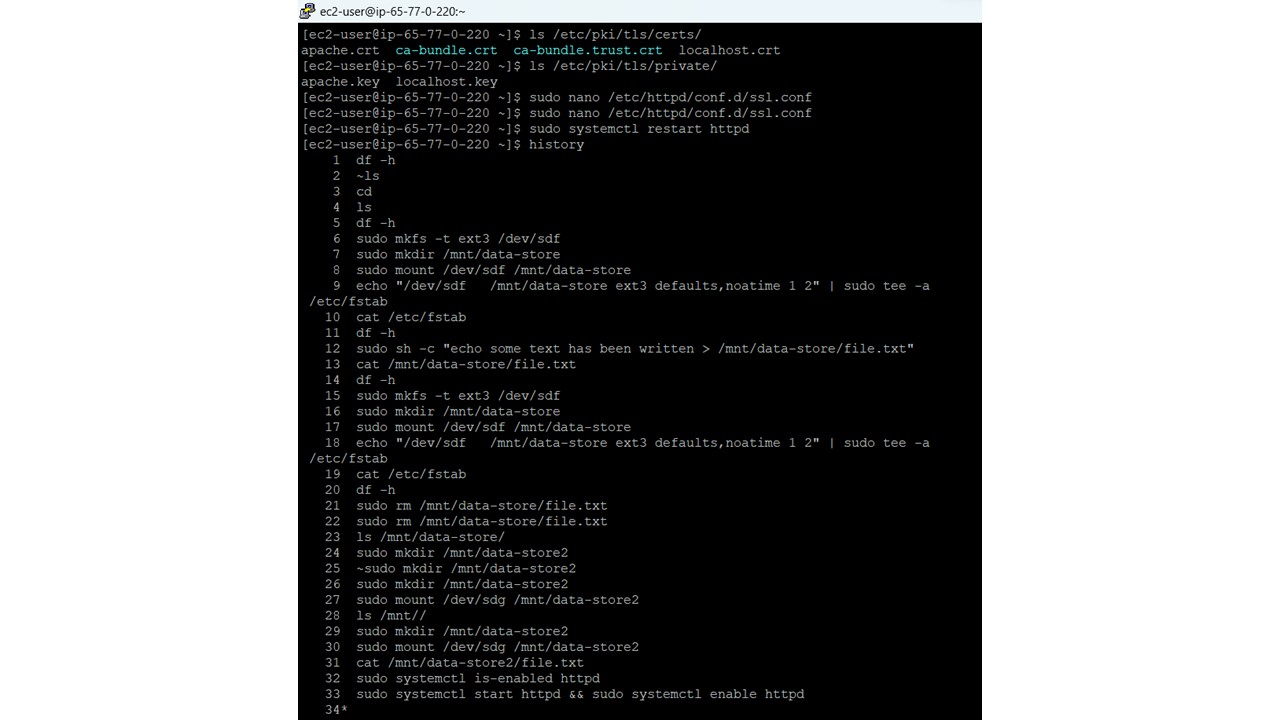 ec2-user@ip-65-77-0-220:~
[ec2-user@ip-65-77-0-220 ~]$ ls /etc/pki/tls/certs/
apache.crt  ca-bundle.crt  ca-bundle.trust.crt  localhost.crt
[ec2-user@ip-65-77-0-220 ~]$ ls /etc/pki/tls/private/
apache.key  localhost.key
[ec2-user@ip-65-77-0-220 ~]$ sudo nano /etc/httpd/conf.d/ssl.conf
[ec2-user@ip-65-77-0-220 ~]$ sudo nano /etc/httpd/conf.d/ssl.conf
[ec2-user@ip-65-77-0-220 ~]$ sudo systemctl restart httpd
[ec2-user@ip-65-77-0-220 ~]$ history
    1  df -h
    2  ~ls
    3  cd
    4  ls
    5  df -h
    6  sudo mkfs -t ext3 /dev/sdf
    7  sudo mkdir /mnt/data-store
    8  sudo mount /dev/sdf /mnt/data-store
    9  echo "/dev/sdf   /mnt/data-store ext3 defaults,noatime 1 2" | sudo tee -a
 /etc/fstab
   10  cat /etc/fstab
   11  df -h
   12  sudo sh -c "echo some text has been written > /mnt/data-store/file.txt"
   13  cat /mnt/data-store/file.txt
   14  df -h
   15  sudo mkfs -t ext3 /dev/sdf
   16  sudo mkdir /mnt/data-store
   17  sudo mount /dev/sdf /mnt/data-store
   18  echo "/dev/sdf   /mnt/data-store ext3 defaults,noatime 1 2" | sudo tee -a
 /etc/fstab
   19  cat /etc/fstab
   20  df -h
   21  sudo rm /mnt/data-store/file.txt
   22  sudo rm /mnt/data-store/file.txt
   23  ls /mnt/data-store/
   24  sudo mkdir /mnt/data-store2
   25  ~sudo mkdir /mnt/data-store2
   26  sudo mkdir /mnt/data-store2
   27  sudo mount /dev/sdg /mnt/data-store2
   28  ls /mnt//
   29  sudo mkdir /mnt/data-store2
   30  sudo mount /dev/sdg /mnt/data-store2
   31  cat /mnt/data-store2/file.txt
   32  sudo systemctl is-enabled httpd
   33  sudo systemctl start httpd && sudo systemctl enable httpd
   34*